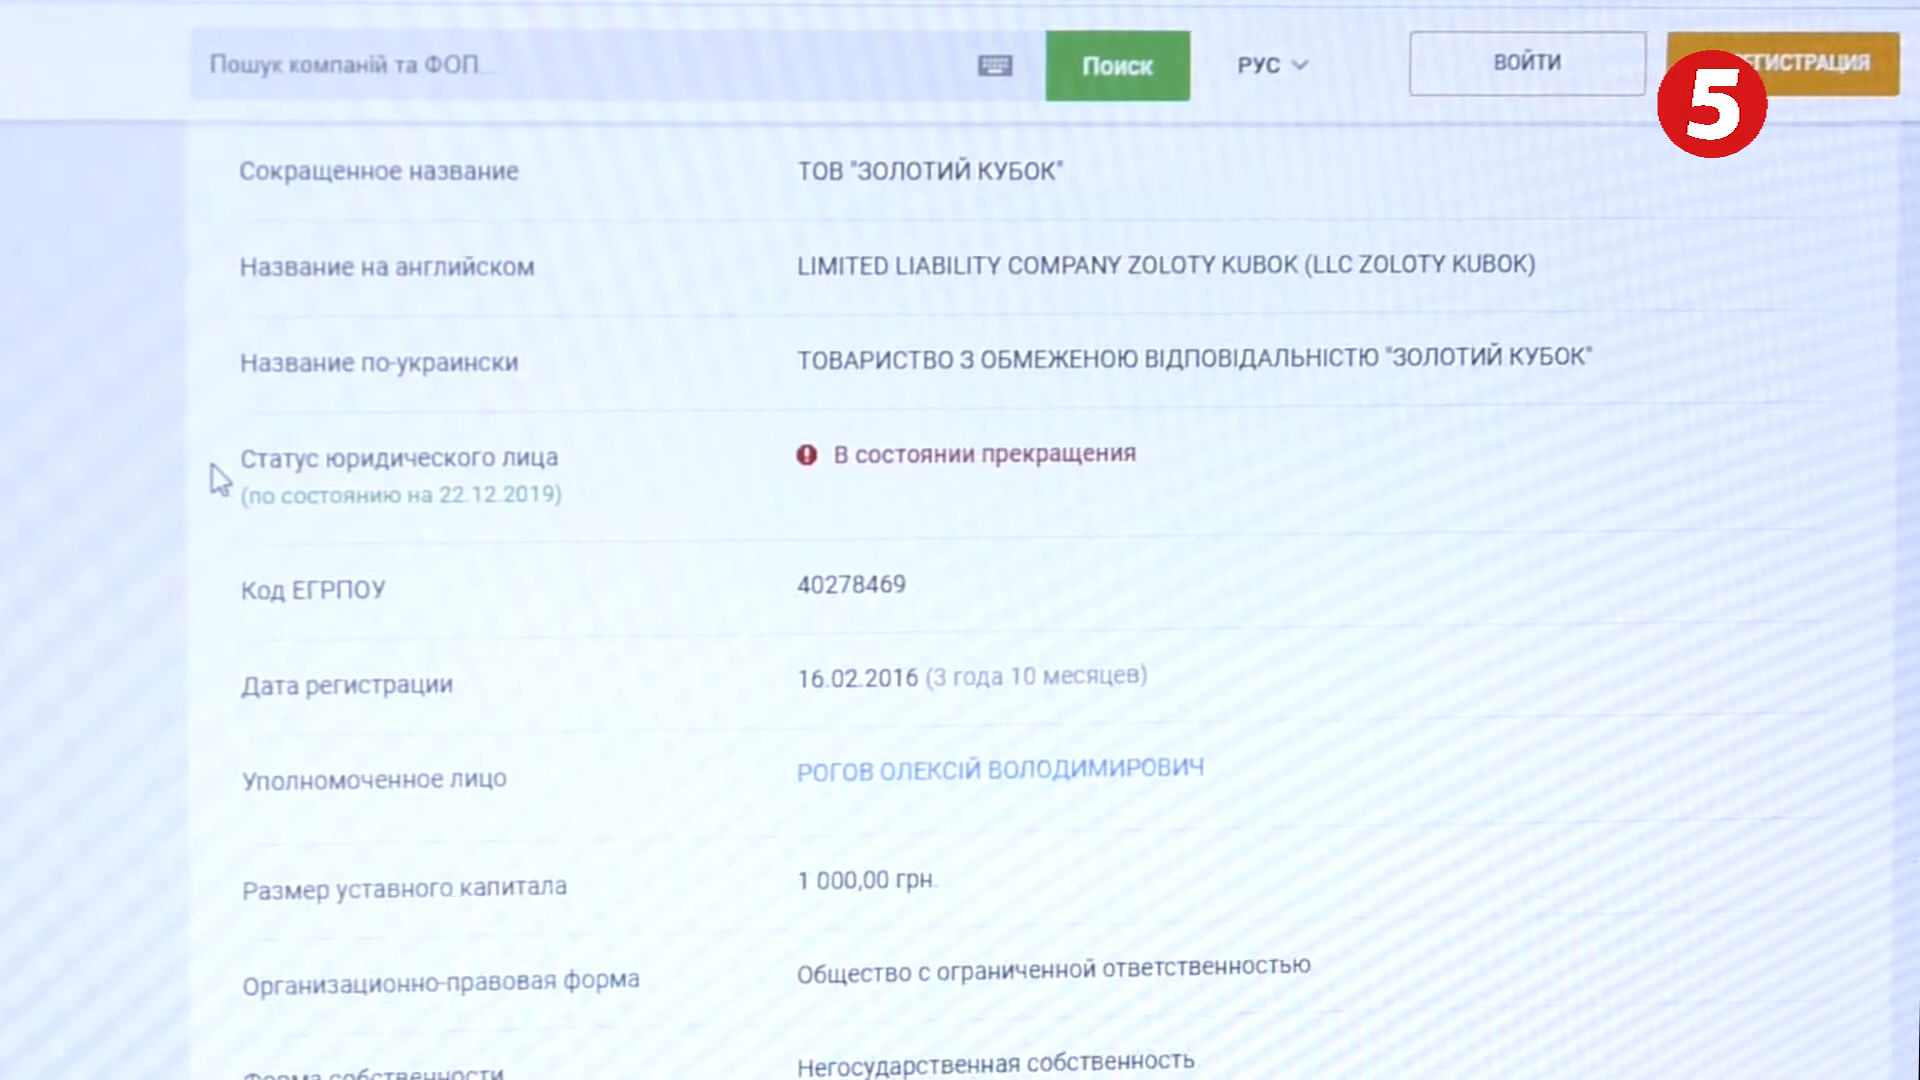 Пошук компаній та ФОП...
Поиск
РУС
ВОЙТИ
ЕГИСТРАЦИЯ
5
Сокращенное название
ТОВ "ЗОЛОТИЙ КУБОК"
Название на английском
LIMITED LIABILITY COMPANY ZOLOTY KUBOK (LLC ZOLOTY KUBOK)
Название по-украински
ТОВАРИСТВО З ОБМЕЖЕНОЮ ВІДПОВІДАЛЬНІСТЮ "ЗОЛОТИЙ КУБОК"
Статус юридического лица
(по состоянию на 22.12.2019)
В состоянии прекращения
Код ЕГРПОУ
40278469
Дата регистрации
16.02.2016 (3 года 10 месяцев)
Уполномоченное лицо
РОГОВ ОЛЕКСІЙ ВОЛОДИМИРОВИЧ
Размер уставного капитала
1 000,00 грн.
Организационно-правовая форма
Общество с ограниченной ответственностью
Форма собственности
Негосударственная собственность